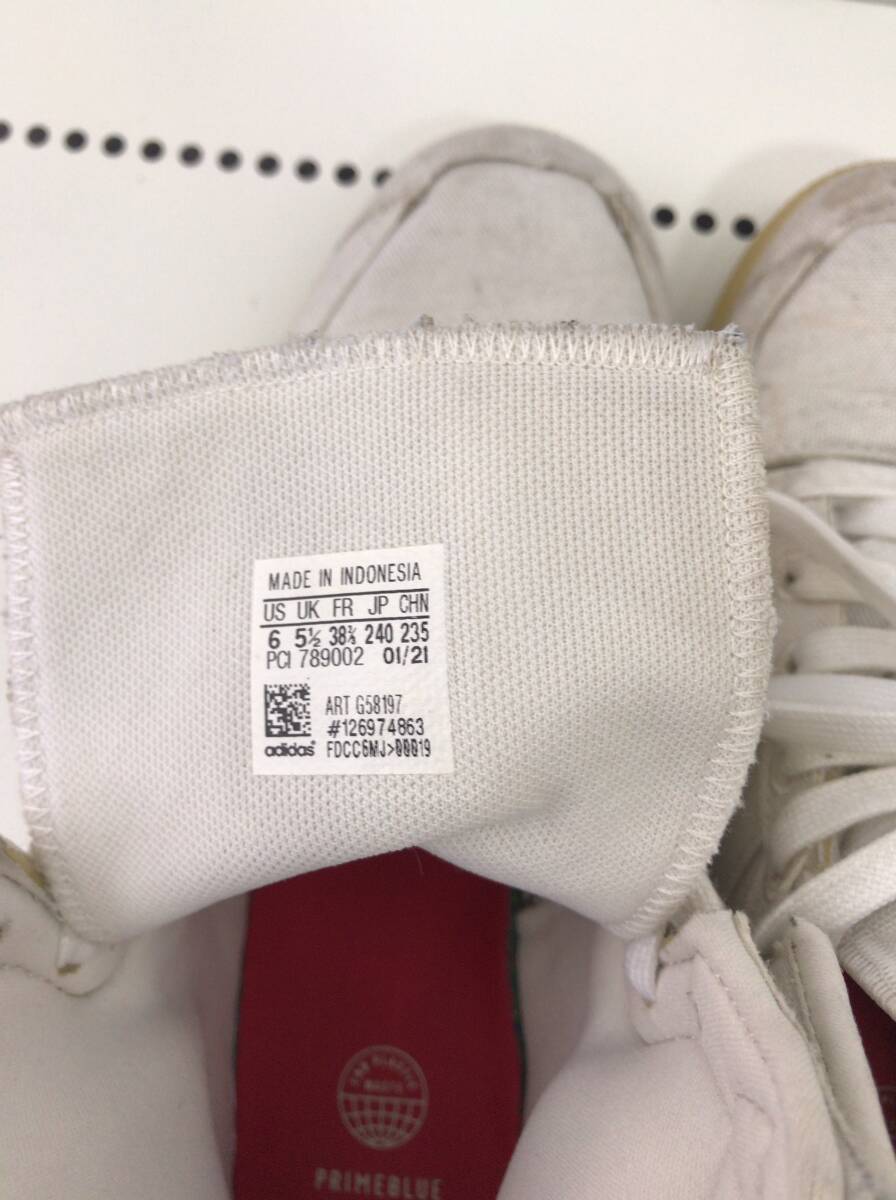 MADE IN INDONESIA
US UK FR JP CHN
6 5½ 38⅔ 240 235
PCI 789002 01/21
ART G58197
#126974863
adidas FDCC6MJ>00019
PRIMEBLUE